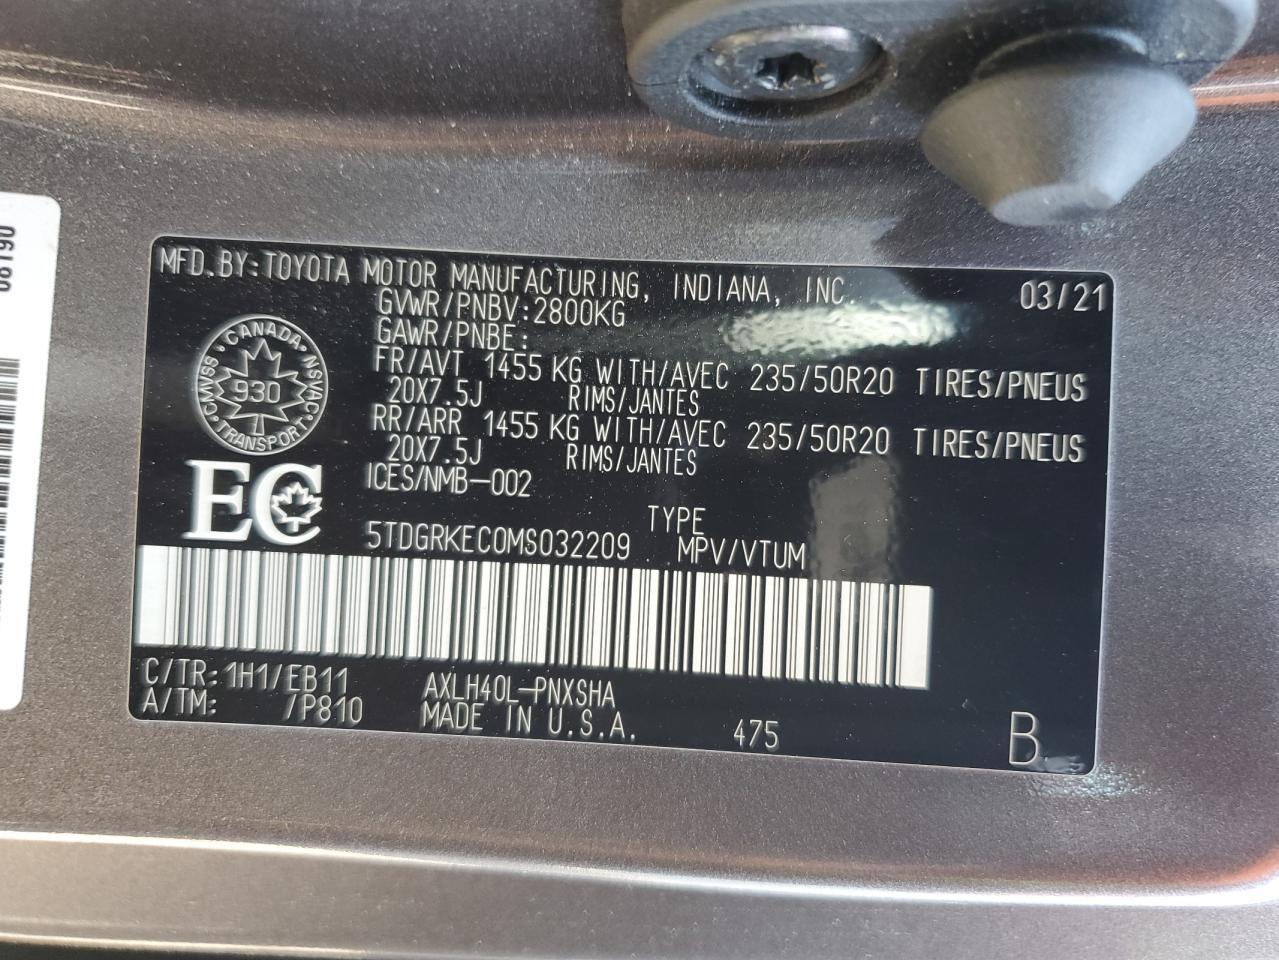 06190
MFD.BY:TOYOTA MOTOR MANUFACTURING, INDIANA, INC. 03/21
GVWR/PNBV:2800KG
GAWR/PNBE:
FR/AVT 1455 KG WITH/AVEC 235/50R20 TIRES/PNEUS
20X7.5J RIMS/JANTES
RR/ARR 1455 KG WITH/AVEC 235/50R20 TIRES/PNEUS
20X7.5J RIMS/JANTES
ICES/NMB-002
CANADA
CMVSS 930 NSVAC
TRANSPORT
EC
TYPE
5TDGRKEC0MS032209 MPV/VTUM
C/TR:1H1/EB11 AXLH40L-PNXSHA
A/TM: /P810 MADE IN U.S.A. 475 B